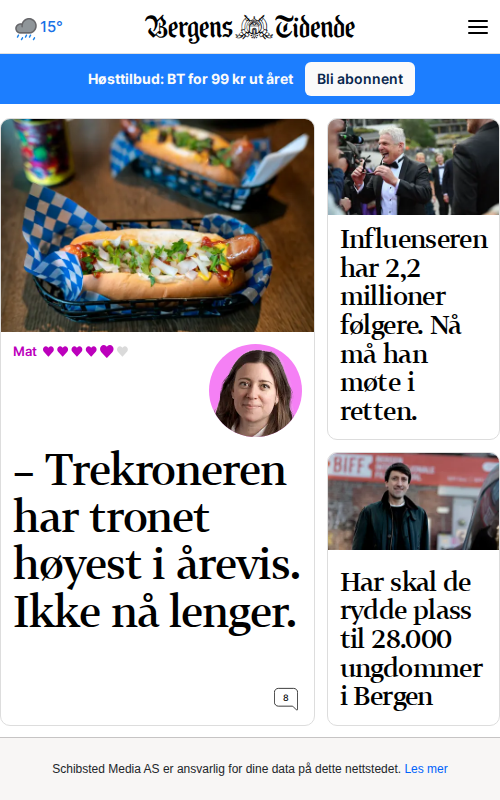 15°
Bergens Tidende
Høsttilbud: BT for 99 kr ut året
Bli abonnent
Mat
– Trekroneren
har tronet
høyest i årevis.
Ikke nå lenger.
8
Influenseren
har 2,2
millioner
følgere. Nå
må han
møte i
retten.
BIFF
Har skal de
rydde plass
til 28.000
ungdommer
i Bergen
Schibsted Media AS er ansvarlig for dine data på dette nettstedet. Les mer